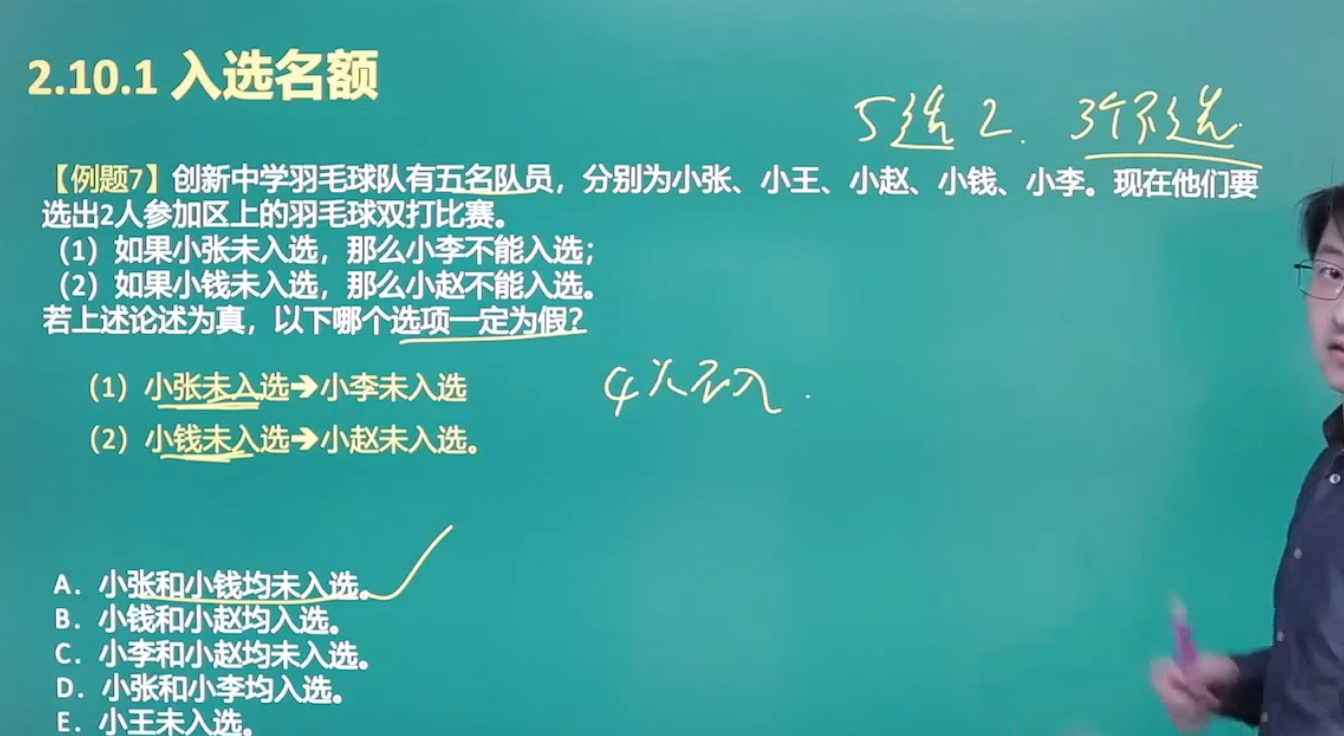 2.10.1 入选名额
5选2. 3个不选.
【例题7】创新中学羽毛球队有五名队员，分别为小张、小王、小赵、小钱、小李。现在他们要
选出2人参加区上的羽毛球双打比赛。
（1）如果小张未入选，那么小李不能入选；
（2）如果小钱未入选，那么小赵不能入选。
若上述论述为真，以下哪个选项一定为假？
（1）小张未入选➔小李未入选
4人不入.
（2）小钱未入选➔小赵未入选。
A. 小张和小钱均未入选。
B. 小钱和小赵均入选。
C. 小李和小赵均未入选。
D. 小张和小李均入选。
E. 小王未入选。